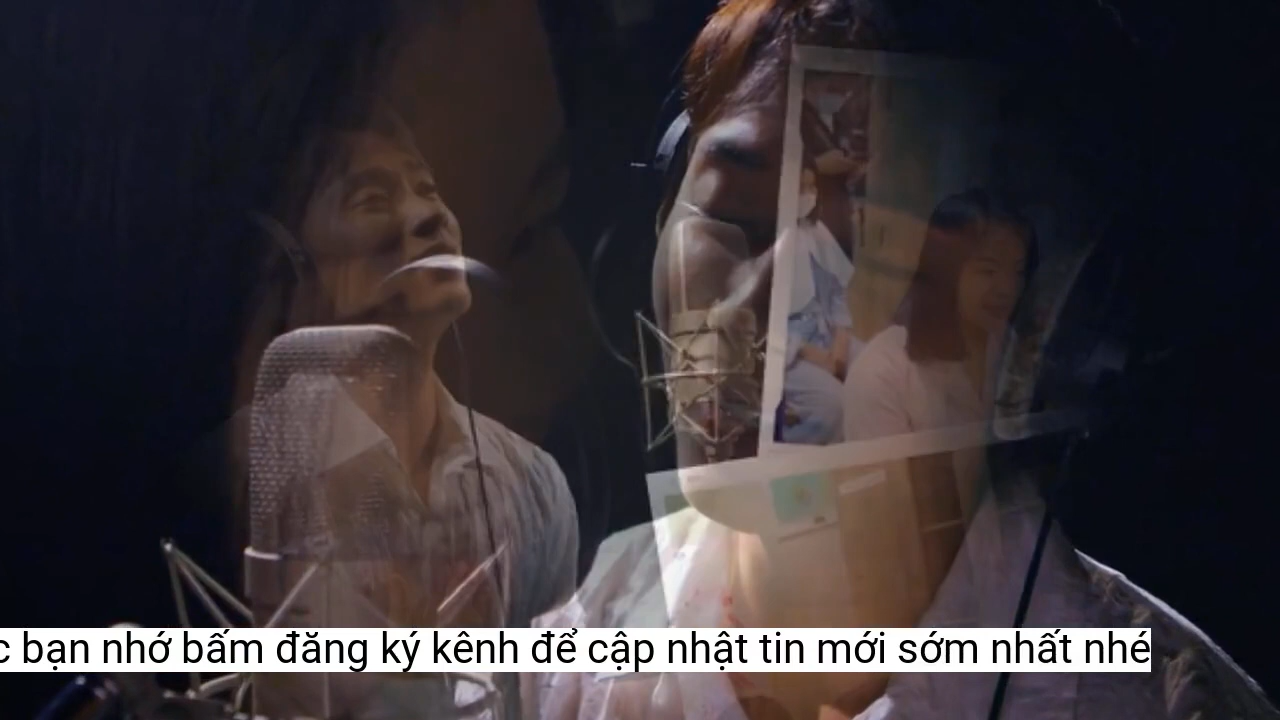 bạn nhớ bấm đăng ký kênh để cập nhật tin mới sớm nhất nhé